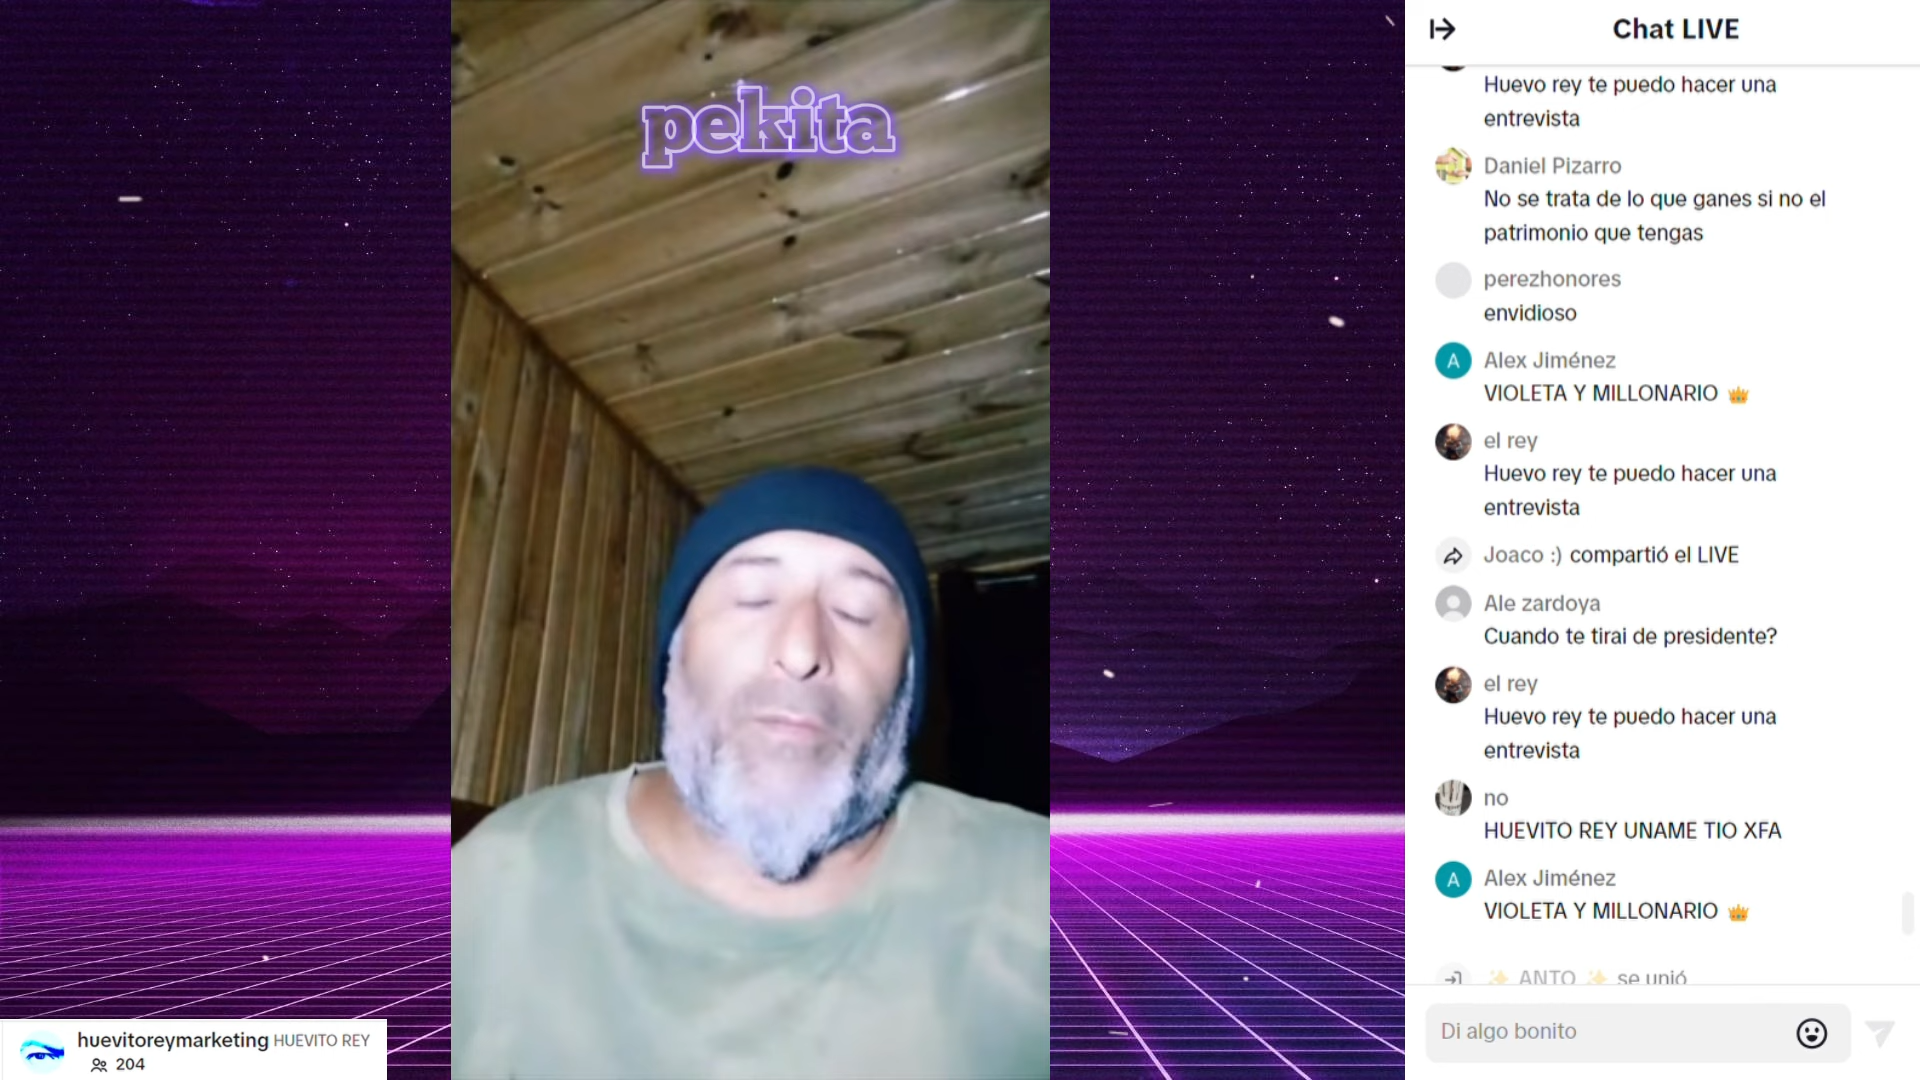 pekita
Chat LIVE
Huevo rey te puedo hacer una
entrevista
Daniel Pizarro
No se trata de lo que ganes si no el
patrimonio que tengas
perezhonores
envidioso
A
Alex Jiménez
VIOLETA Y MILLONARIO
el rey
Huevo rey te puedo hacer una
entrevista
Joaco :) compartió el LIVE
Ale zardoya
Cuando te tirai de presidente?
el rey
Huevo rey te puedo hacer una
entrevista
no
HUEVITO REY UNAME TIO XFA
A
Alex Jiménez
VIOLETA Y MILLONARIO
ANTO se unió
Di algo bonito
huevitoreymarketing HUEVITO REY
204